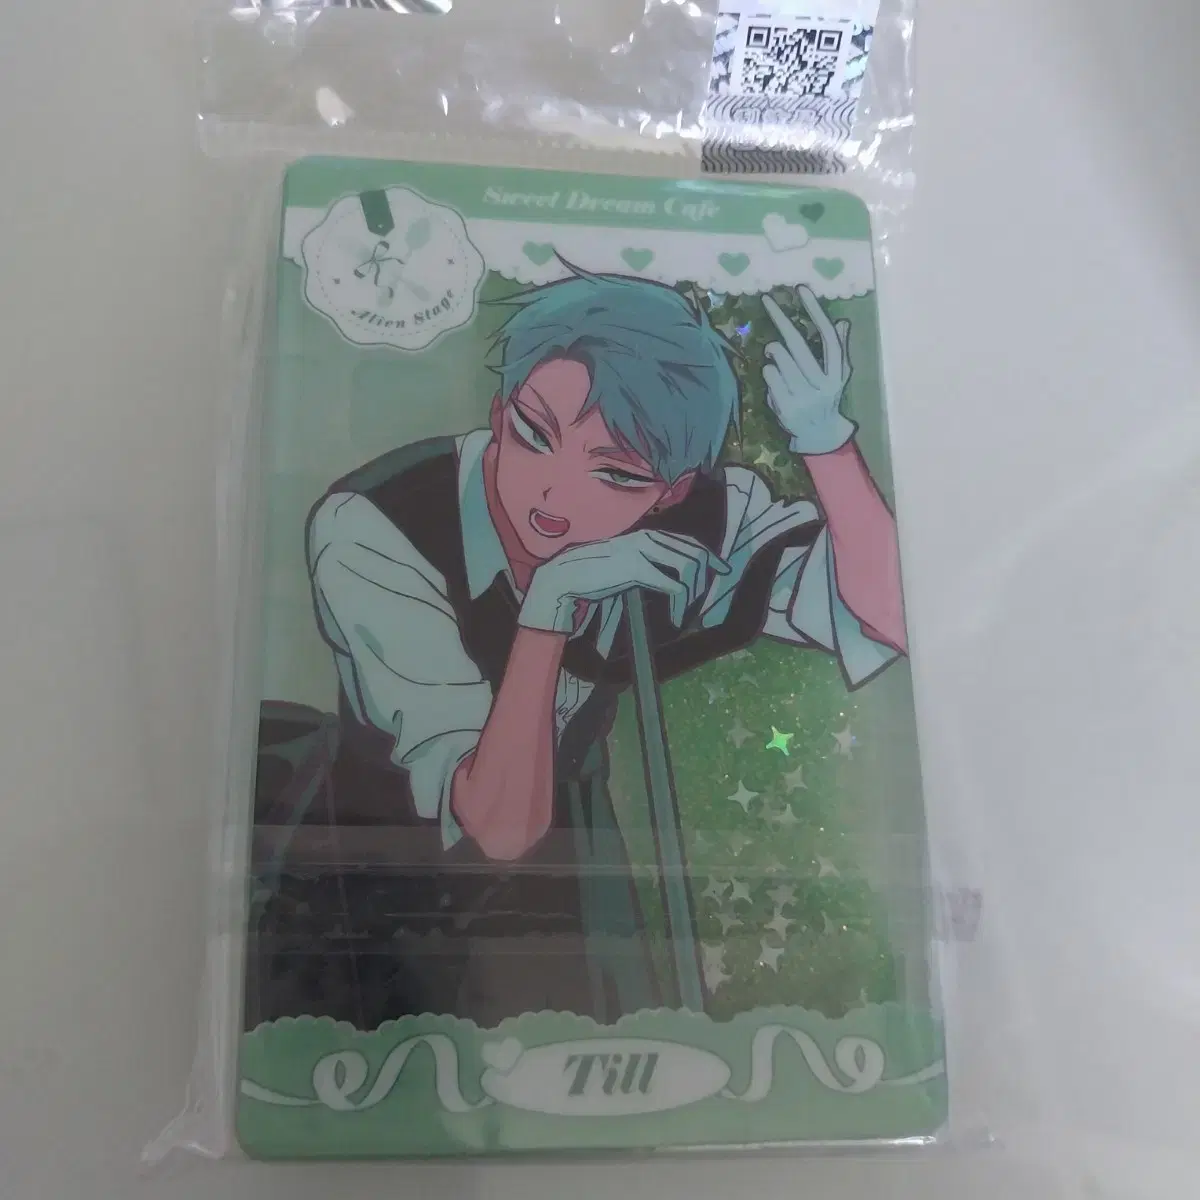 Sweet Dream Cafe
Alien Stage
Till